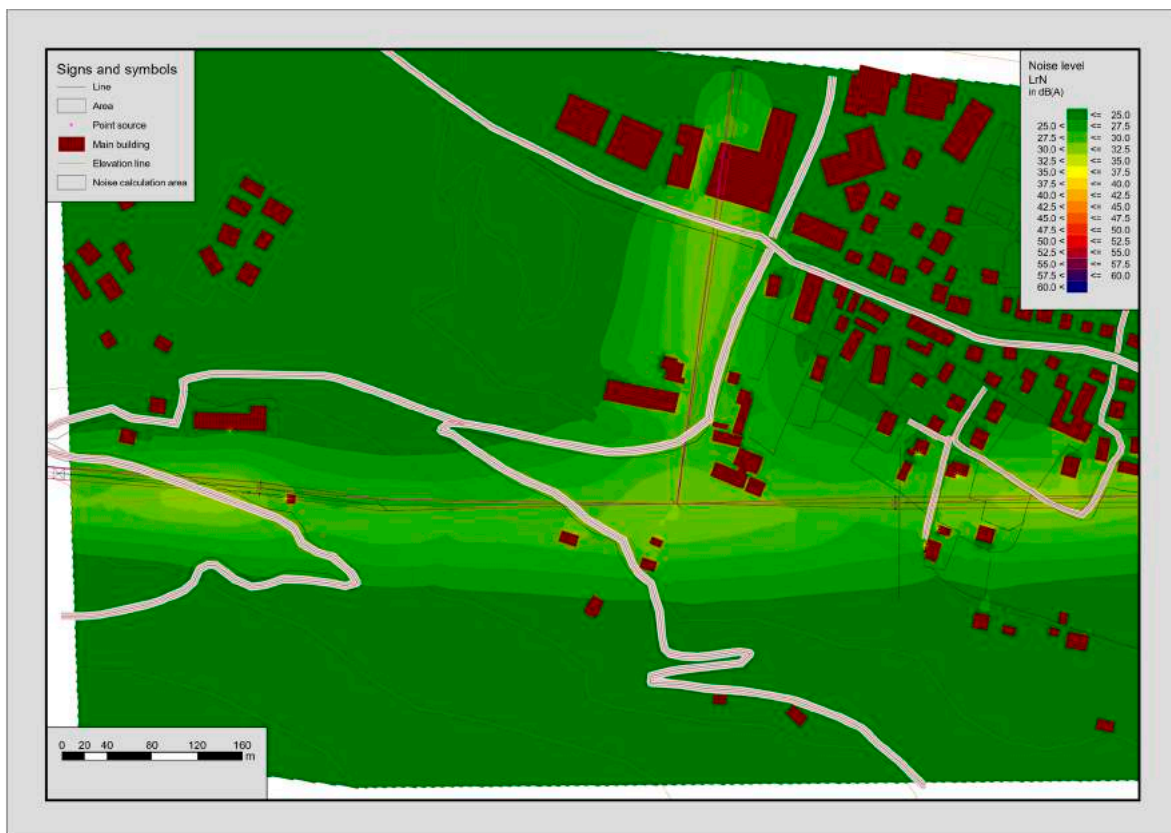 Signs and symbols
Line
Area
Point source
Main building
Elevation line
Noise calculation area
Noise level
LrN
in dB(A)
<= 25.0
25.0 < <= 27.5
27.5 < <= 30.0
30.0 < <= 32.5
32.5 < <= 35.0
35.0 < <= 37.5
37.5 < <= 40.0
40.0 < <= 42.5
42.5 < <= 45.0
45.0 < <= 47.5
47.5 < <= 50.0
50.0 < <= 52.5
52.5 < <= 55.0
55.0 < <= 57.5
57.5 < <= 60.0
60.0 <
0 20 40 80 120 160
m